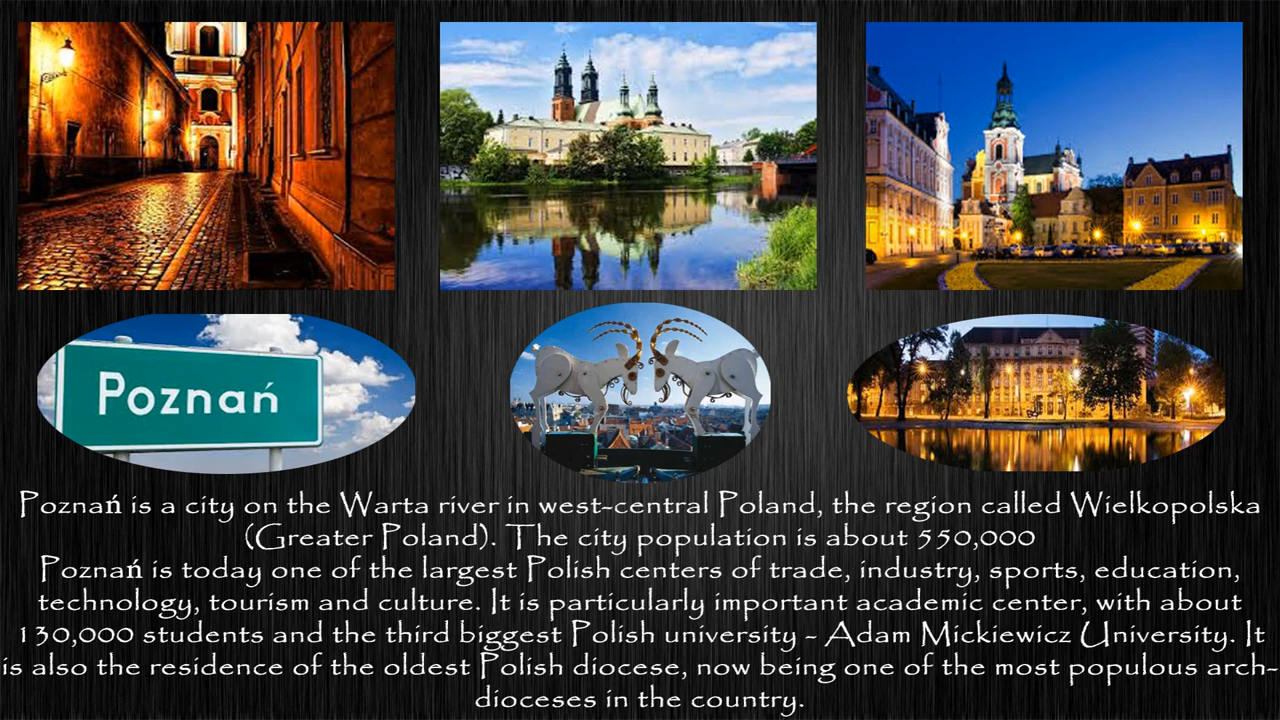 Poznań
Poznań is a city on the Warta river in west-central Poland, the region called Wielkopolska
(Greater Poland). The city population is about 550,000
Poznań is today one of the largest Polish centers of trade, industry, sports, education,
technology, tourism and culture. It is particularly important academic center, with about
130,000 students and the third biggest Polish university - Adam Mickiewicz University. It
is also the residence of the oldest Polish diocese, now being one of the most populous arch-
dioceses in the country.